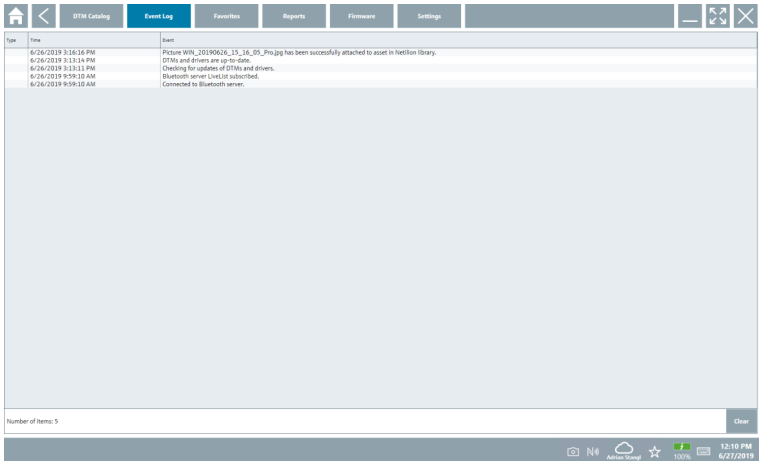 DTM Catalog Event Log Favorites Reports Firmware Settings
Type Time Event
6/26/2019 3:16:16 PM Picture WIN_20190626_15_16_05_Pro.jpg has been successfully attached to asset in Netilion library.
6/26/2019 3:13:14 PM DTMs and drivers are up-to-date.
6/26/2019 3:13:11 PM Checking for updates of DTMs and drivers.
6/26/2019 9:59:10 AM Bluetooth server LiveList subscribed.
6/26/2019 9:59:10 AM Connected to Bluetooth server.
Number of items: 5
Clear
Adrian Stangl 100% 12:10 PM
6/27/2019